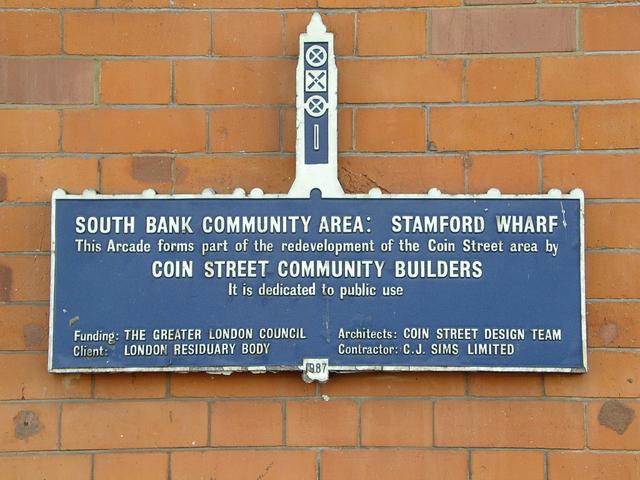 SOUTH BANK COMMUNITY AREA: STAMFORD WHARF
This Arcade forms part of the redevelopment of the Coin Street area by
COIN STREET COMMUNITY BUILDERS
It is dedicated to public use
Funding: THE GREATER LONDON COUNCIL
Client: LONDON RESIDUARY BODY
Architects: COIN STREET DESIGN TEAM
Contractor: C.J. SIMS LIMITED
1987